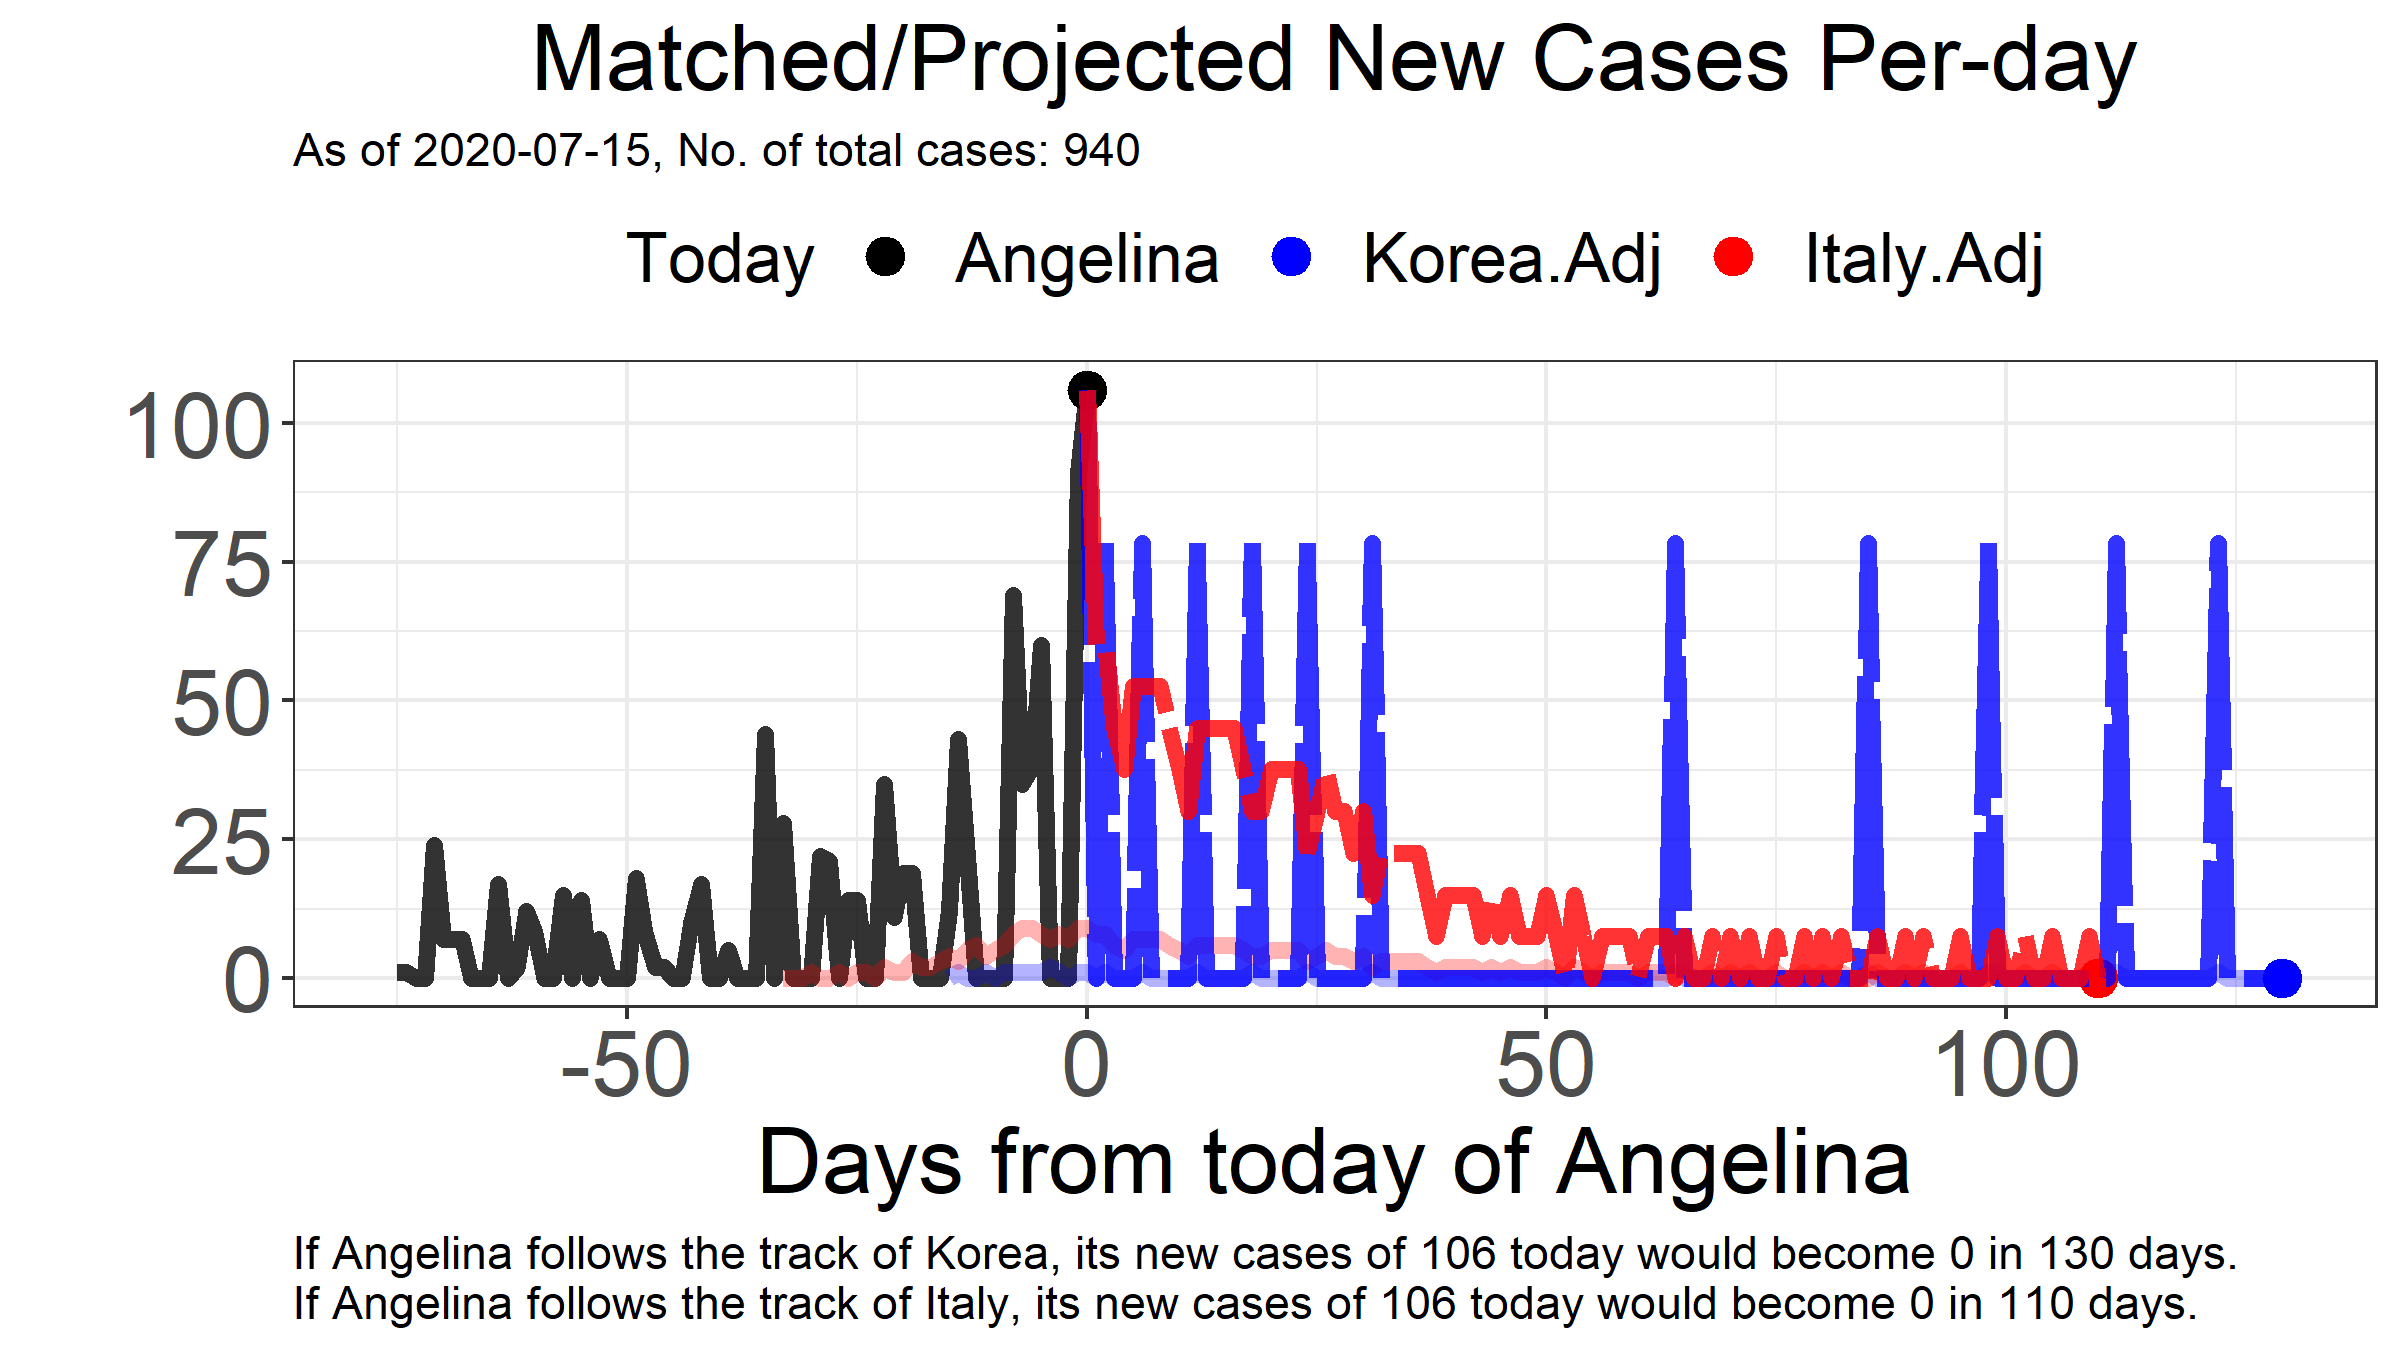 Matched/Projected New Cases Per-day
As of 2020-07-15, No. of total cases: 940
Today Angelina Korea.Adj Italy.Adj
100
75
50
25
0
-50 0 50 100
Days from today of Angelina
If Angelina follows the track of Korea, its new cases of 106 today would become 0 in 130 days.
If Angelina follows the track of Italy, its new cases of 106 today would become 0 in 110 days.